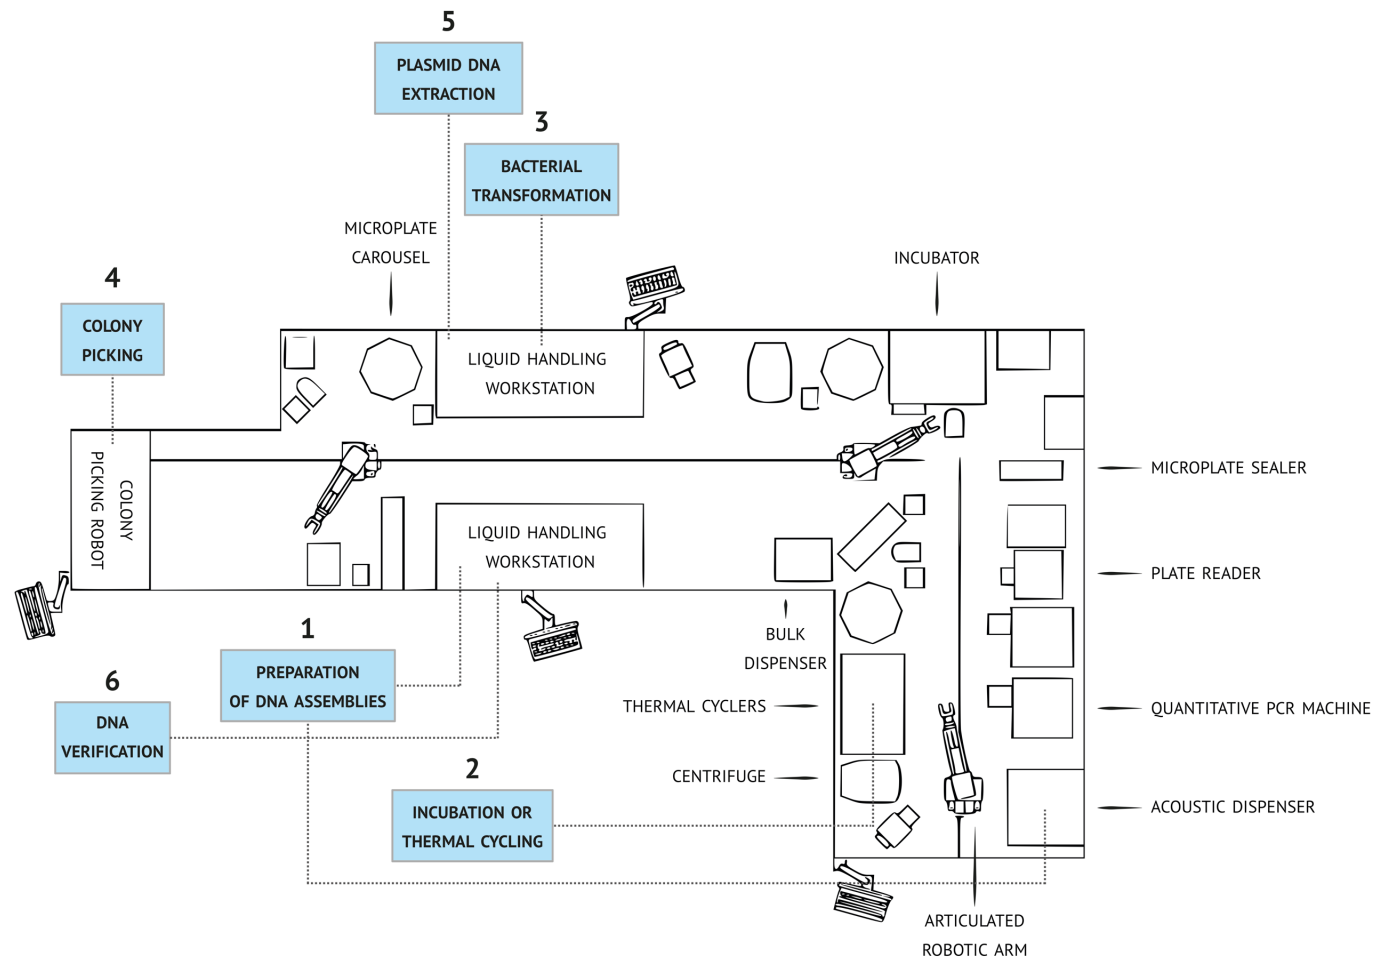 5
PLASMID DNA
EXTRACTION
3
BACTERIAL
TRANSFORMATION
MICROPLATE
CAROUSEL
INCUBATOR
4
COLONY
PICKING
LIQUID HANDLING
WORKSTATION
COLONY
PICKING ROBOT
MICROPLATE SEALER
LIQUID HANDLING
WORKSTATION
PLATE READER
1
PREPARATION
OF DNA ASSEMBLIES
BULK
DISPENSER
6
DNA
VERIFICATION
THERMAL CYCLERS
QUANTITATIVE PCR MACHINE
2
INCUBATION OR
THERMAL CYCLING
CENTRIFUGE
ACOUSTIC DISPENSER
ARTICULATED
ROBOTIC ARM